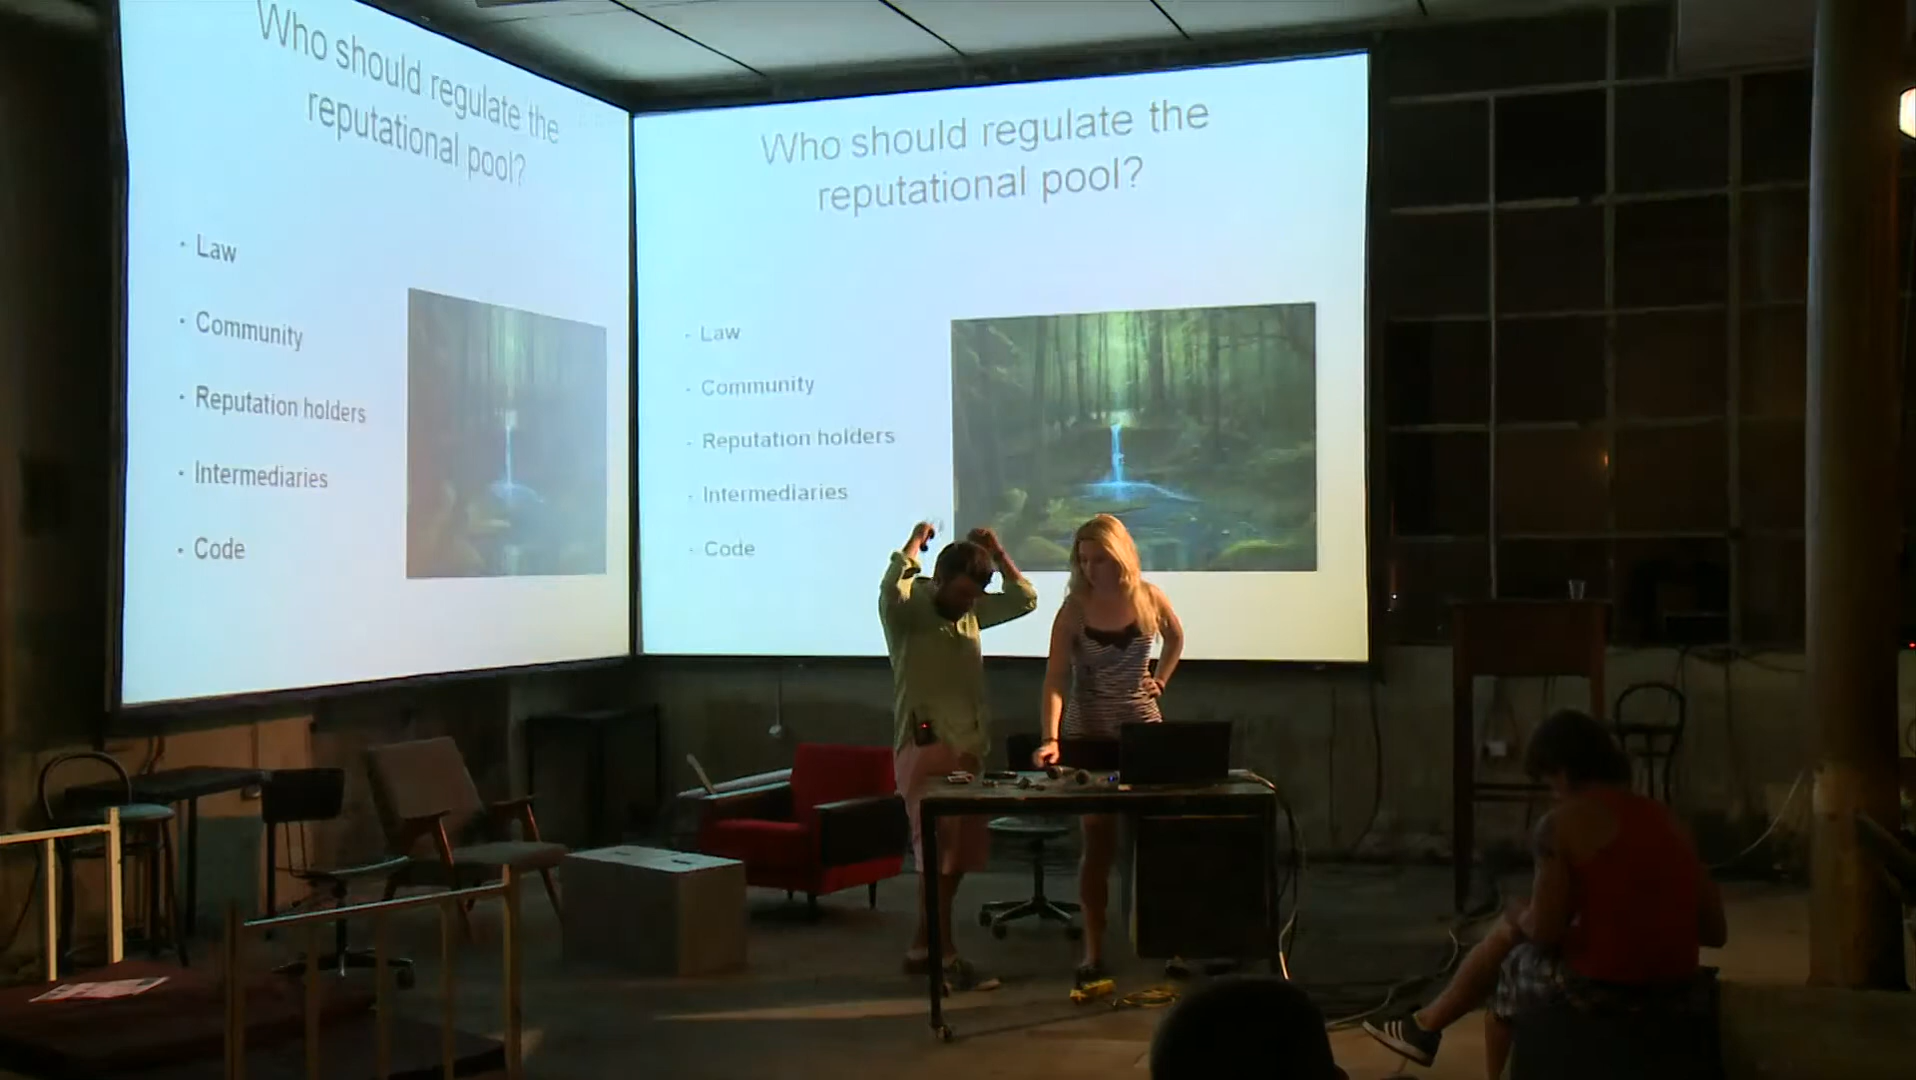 Who should regulate the
reputational pool?
· Law
· Community
· Reputation holders
· Intermediaries
· Code
Who should regulate the
reputational pool?
· Law
· Community
· Reputation holders
· Intermediaries
· Code